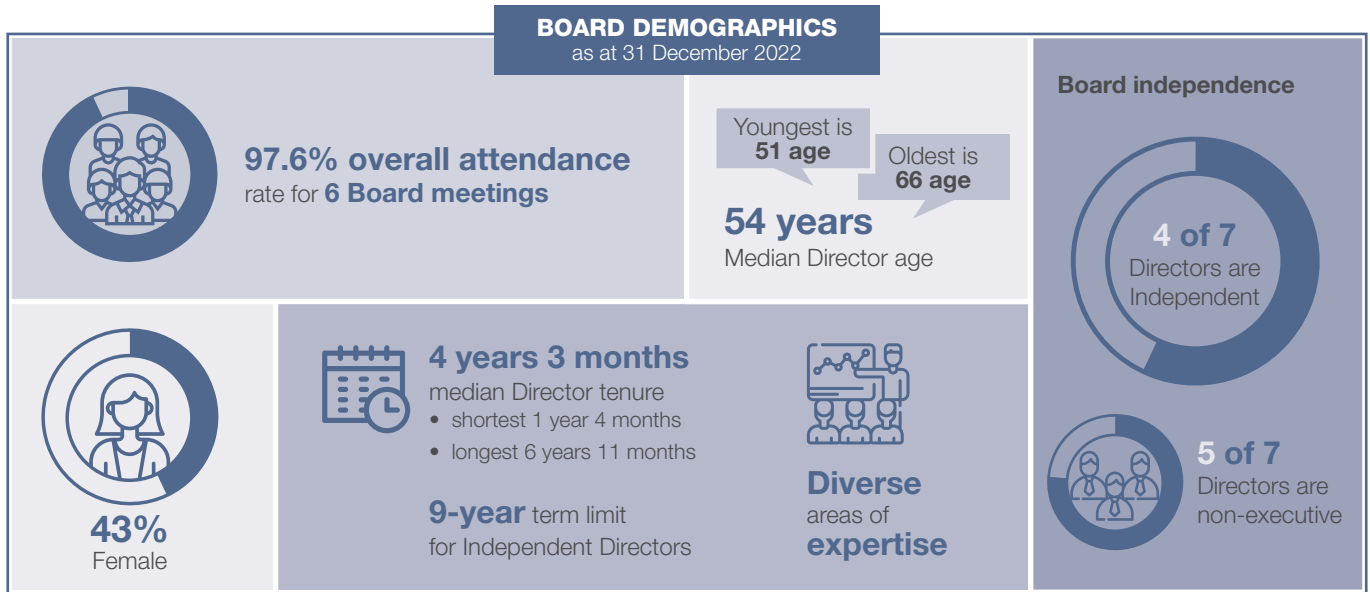 BOARD DEMOGRAPHICS
as at 31 December 2022
97.6% overall attendance
rate for 6 Board meetings
Youngest is
51 age
Oldest is
66 age
54 years
Median Director age
Board independence
4 of 7
Directors are
Independent
5 of 7
Directors are
non-executive
43%
Female
4 years 3 months
median Director tenure
• shortest 1 year 4 months
• longest 6 years 11 months
9-year term limit
for Independent Directors
Diverse
areas of
expertise